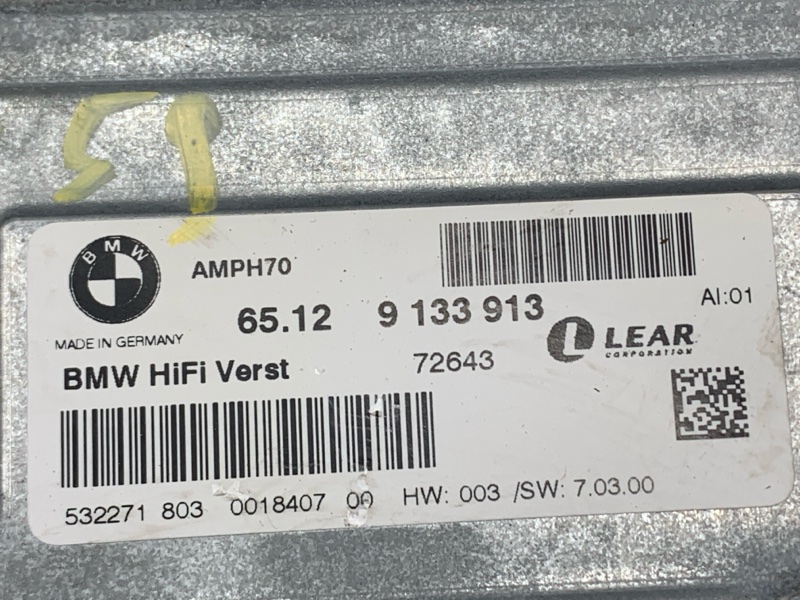 59
BMW
AMPH70
65.12 9 133 913
AI:01
MADE IN GERMANY
BMW HiFi Verst 72643
LEAR
CORPORATION
532271 803 0018407 00 HW: 003 /SW: 7.03.00